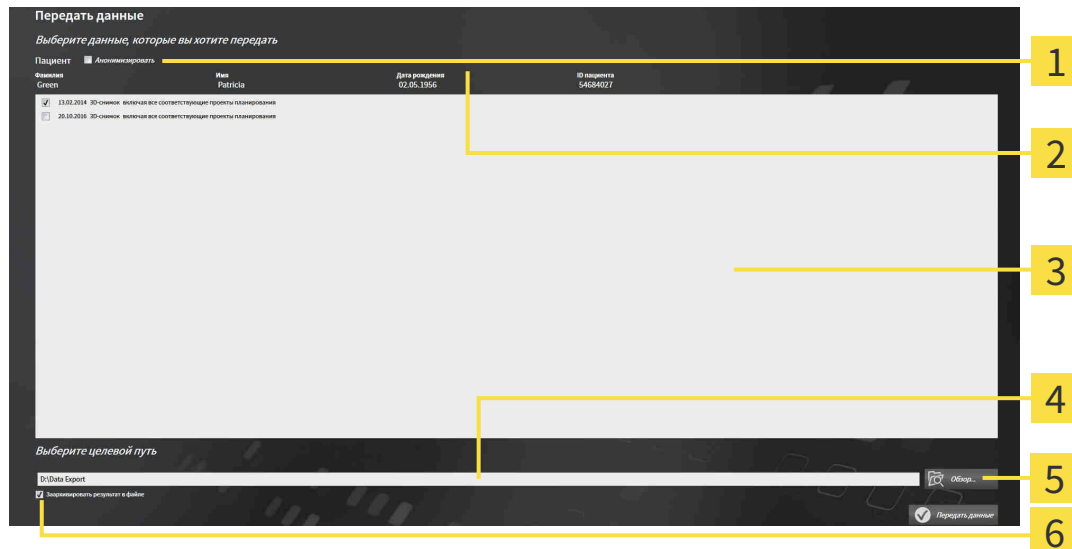 Передать данные
Выберите данные, которые вы хотите передать
Пациент Анонимизировать
1
Фамилия Имя Дата рождения ID пациента
Green Patricia 02.05.1956 54684027
13.02.2014 3D-снимок включая все соответствующие проекты планирования
20.10.2016 3D-снимок включая все соответствующие проекты планирования
2
3
4
Выберите целевой путь
D:\Data Export
Обзор...
5
Заархивировать результат в файле
Передать данные
6